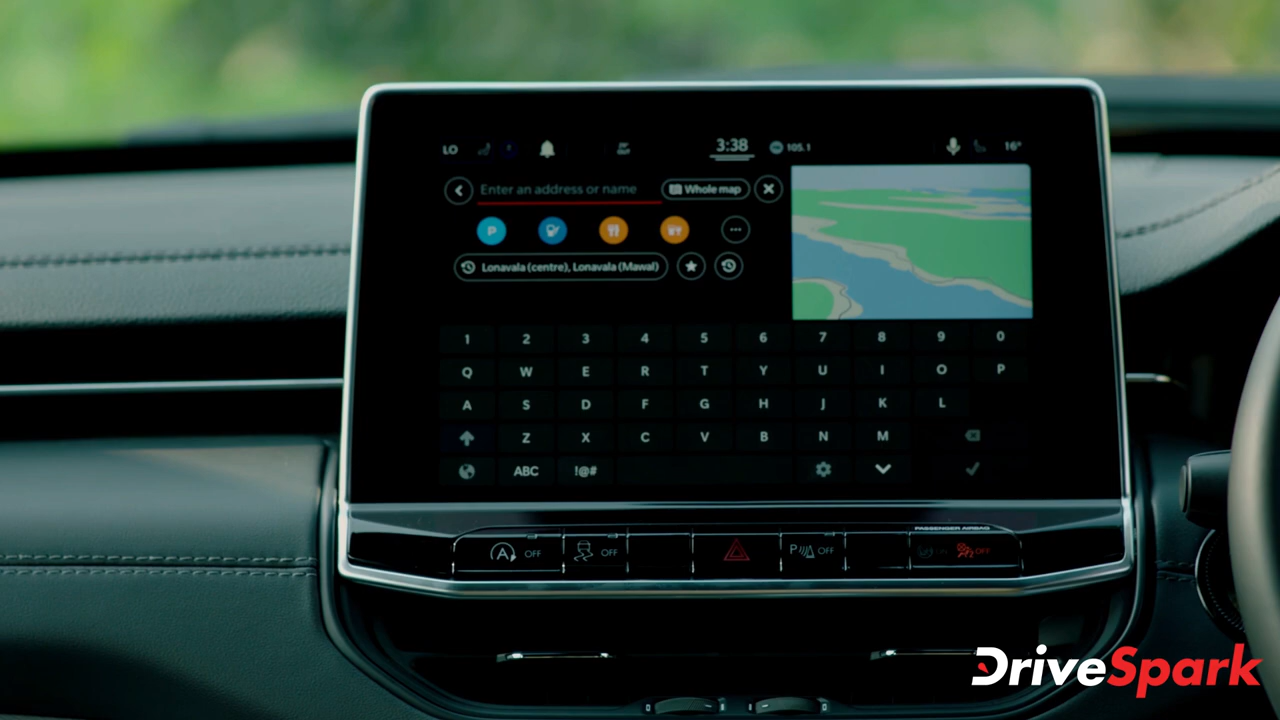 LO 3:38 105.1 16°
Enter an address or name Whole map
P
Lonavala (centre), Lonavala (Mawal)
1 2 3 4 5 6 7 8 9 0
Q W E R T Y U I O P
A S D F G H J K L
Z X C V B N M
ABC !@#
PASSENGER AIRBAG
A OFF OFF P OFF ON OFF
DriveSpark